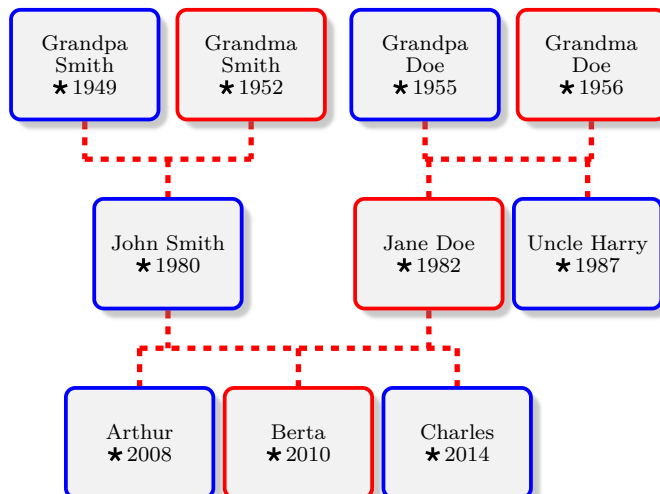 Grandpa
Smith
★ 1949
Grandma
Smith
★ 1952
Grandpa
Doe
★ 1955
Grandma
Doe
★ 1956
John Smith
★ 1980
Jane Doe
★ 1982
Uncle Harry
★ 1987
Arthur
★ 2008
Berta
★ 2010
Charles
★ 2014